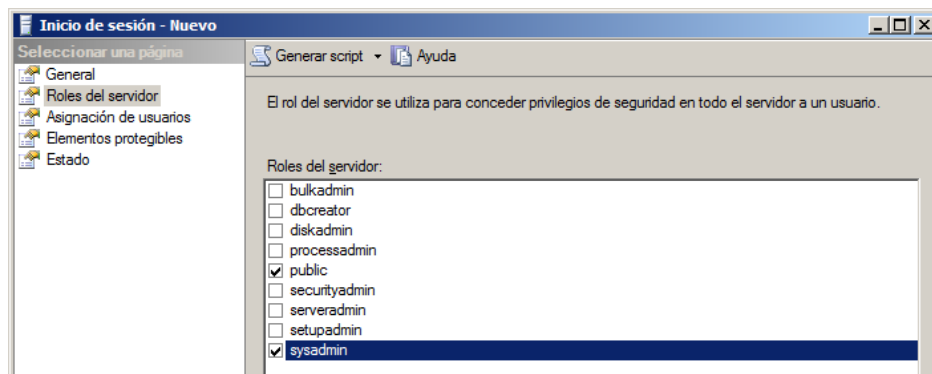 Inicio de sesión - Nuevo
Seleccionar una página
General
Roles del servidor
Asignación de usuarios
Elementos protegibles
Estado
Generar script
Ayuda
El rol del servidor se utiliza para conceder privilegios de seguridad en todo el servidor a un usuario.
Roles del servidor:
bulkadmin
dbcreator
diskadmin
processadmin
public
securityadmin
serveradmin
setupadmin
sysadmin